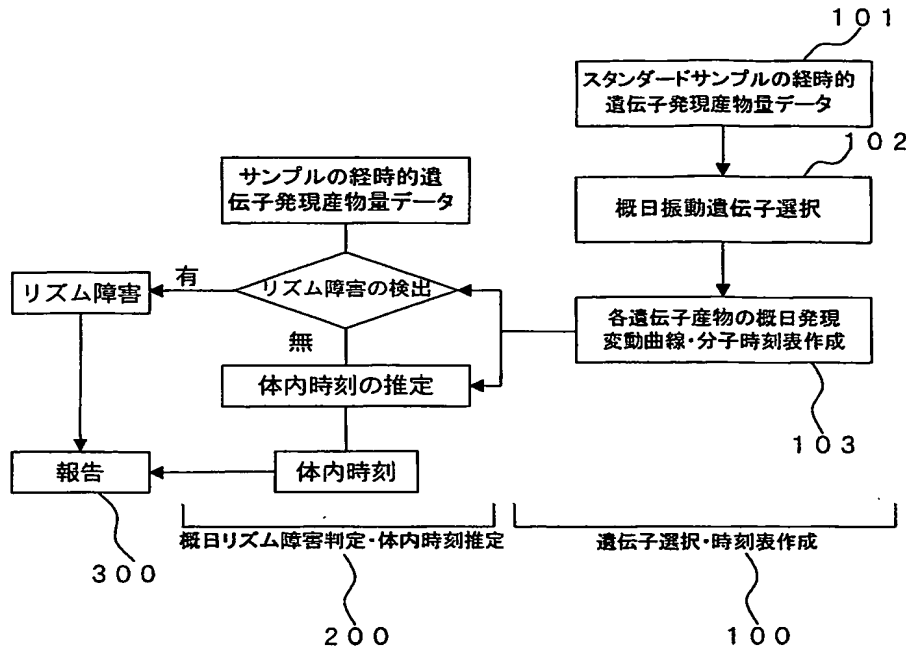 １０１
スタンダードサンプルの経時的
遺伝子発現産物量データ
１０２
概日振動遺伝子選択
各遺伝子産物の概日発現
変動曲線・分子時刻表作成
１０３
サンプルの経時的遺
伝子発現産物量データ
リズム障害の検出
有
無
リズム障害
体内時刻の推定
体内時刻
報告
３００
概日リズム障害判定・体内時刻推定
２００
遺伝子選択・時刻表作成
１００